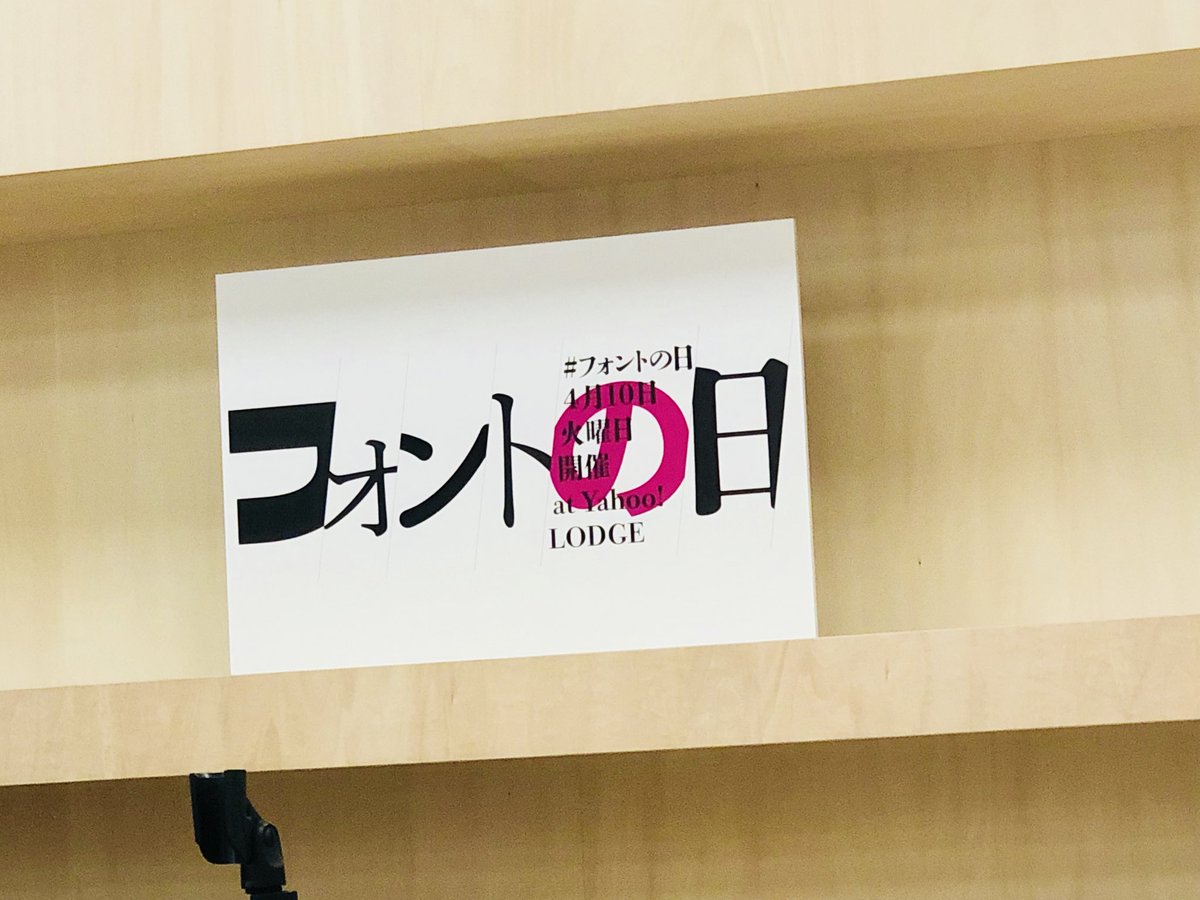 フォントの日
#フォントの日
4月10日
火曜日
開催
at Yahoo!
LODGE